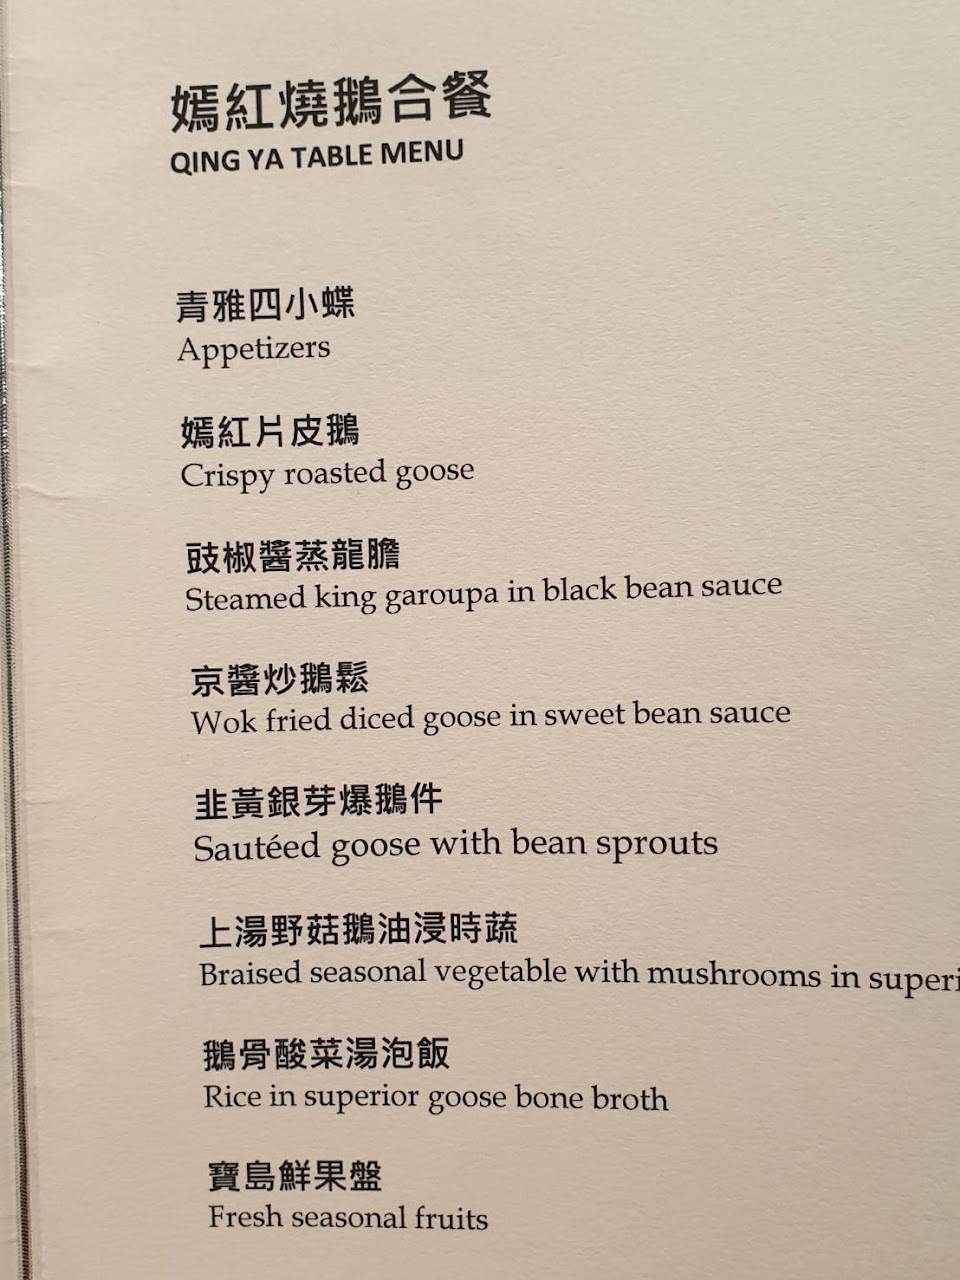 嫣紅燒鵝合餐
QING YA TABLE MENU
青雅四小蝶
Appetizers
嫣紅片皮鵝
Crispy roasted goose
豉椒醬蒸龍膽
Steamed king garoupa in black bean sauce
京醬炒鵝鬆
Wok fried diced goose in sweet bean sauce
韭黃銀芽爆鵝件
Sautéed goose with bean sprouts
上湯野菇鵝油浸時蔬
Braised seasonal vegetable with mushrooms in superi
鵝骨酸菜湯泡飯
Rice in superior goose bone broth
寶島鮮果盤
Fresh seasonal fruits